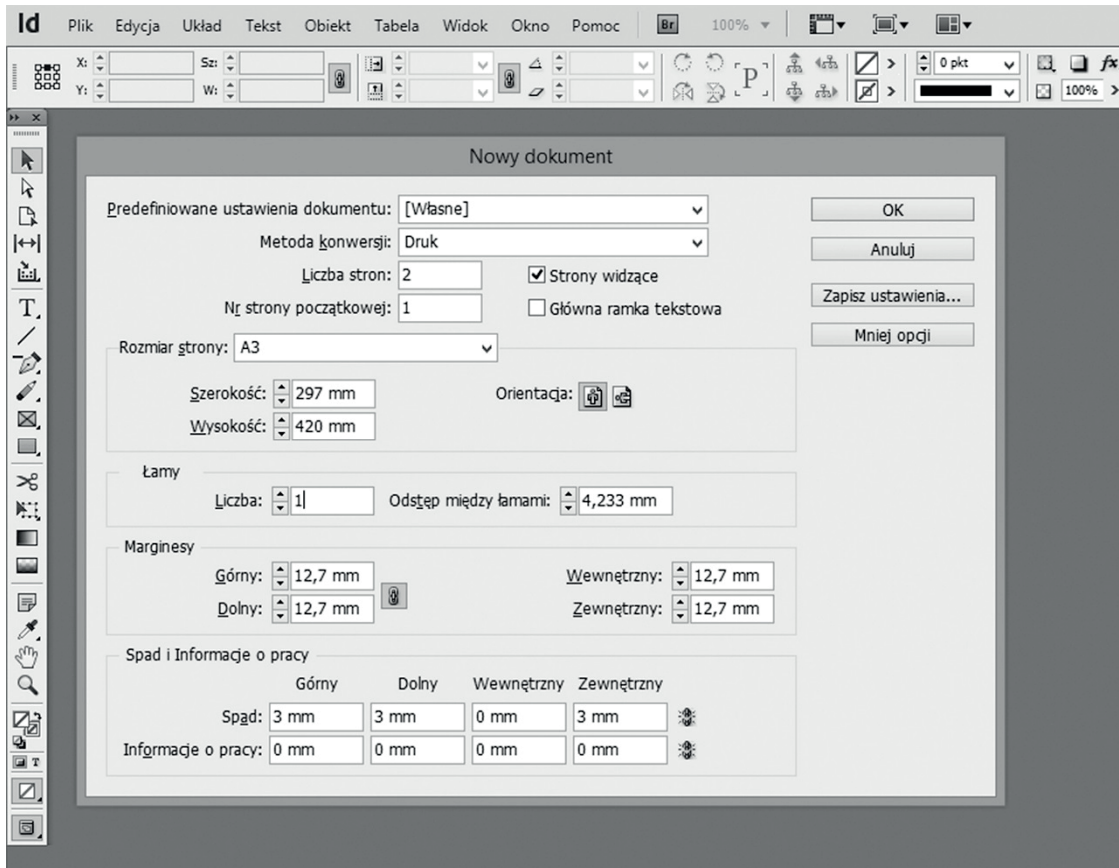 Id Plik Edycja Układ Tekst Obiekt Tabela Widok Okno Pomoc Br 100%
X: Sz: 0 pkt fx
Y: W: P 100%
Nowy dokument
Predefiniowane ustawienia dokumentu: [Własne] OK
Metoda konwersji: Druk Anuluj
Liczba stron: 2 Strony widzące
Zapisz ustawienia...
Nr strony początkowej: 1 Główna ramka tekstowa
T
Mniej opcji
Rozmiar strony: A3
Szerokość: 297 mm Orientacja:
Wysokość: 420 mm
Łamy
Liczba: 1 Odstęp między łamami: 4,233 mm
Marginesy
Górny: 12,7 mm Wewnętrzny: 12,7 mm
Dolny: 12,7 mm Zewnętrzny: 12,7 mm
Spad i Informacje o pracy
Górny Dolny Wewnętrzny Zewnętrzny
Spad: 3 mm 3 mm 0 mm 3 mm
Informacje o pracy: 0 mm 0 mm 0 mm 0 mm
T